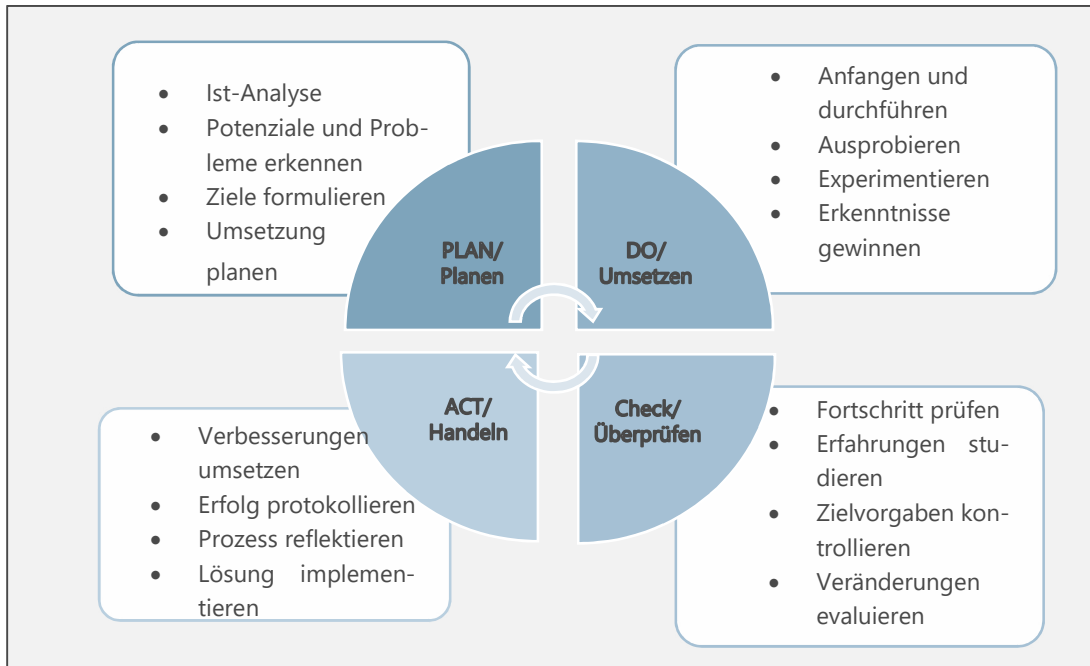 • Ist-Analyse
• Potenziale und Prob-
leme erkennen
• Ziele formulieren
• Umsetzung
planen
PLAN/
Planen
• Anfangen und
durchführen
• Ausprobieren
• Experimentieren
• Erkenntnisse
gewinnen
DO/
Umsetzen
ACT/
Handeln
• Verbesserungen
umsetzen
• Erfolg protokollieren
• Prozess reflektieren
• Lösung implemen-
tieren
Check/
Überprüfen
• Fortschritt prüfen
• Erfahrungen stu-
dieren
• Zielvorgaben kon-
trollieren
• Veränderungen
evaluieren